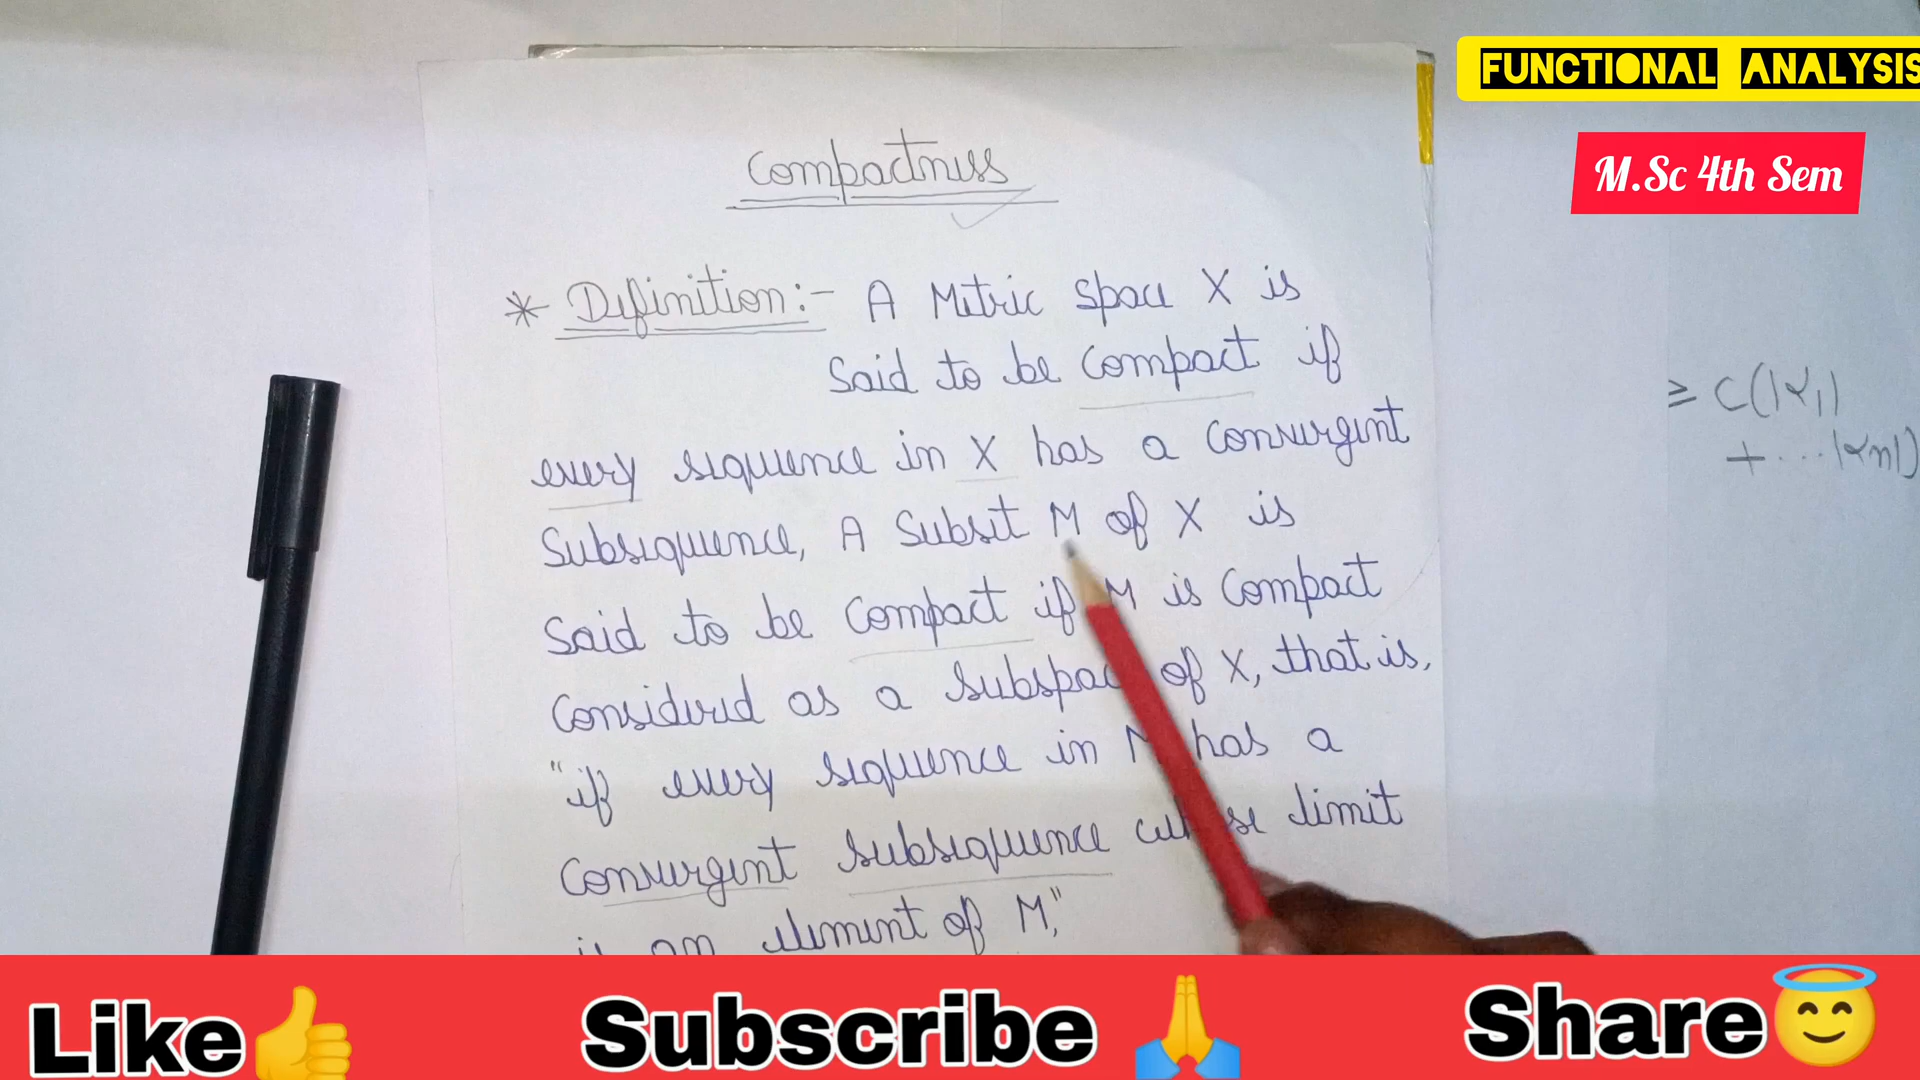 FUNCTIONAL ANALYSIS
M.Sc 4th Sem
Compactness
* Definition:- A Metric space X is
Said to be Compact if
every sequence in X has a Convergent
Subsequence, A Subset M of X is
Said to be Compact if M is Compact
Considered as a subspace of X, that is,
"if every sequence in M has a
Convergent subsequence whose limit
is an element of M,"
≥ C(|α1|
+ ... |αn|)
Like👍 Subscribe 🙏 Share😇